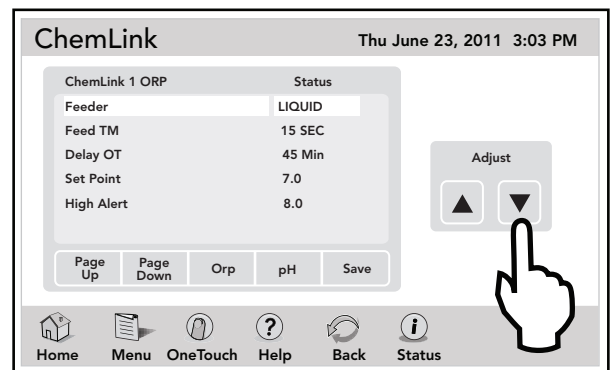 ChemLink Thu June 23, 2011 3:03 PM
ChemLink 1 ORP Status
Feeder LIQUID
Feed TM 15 SEC
Delay OT 45 Min
Set Point 7.0
High Alert 8.0
Adjust
Page Up Page Down Orp pH Save
Home Menu OneTouch ? Help Back i Status